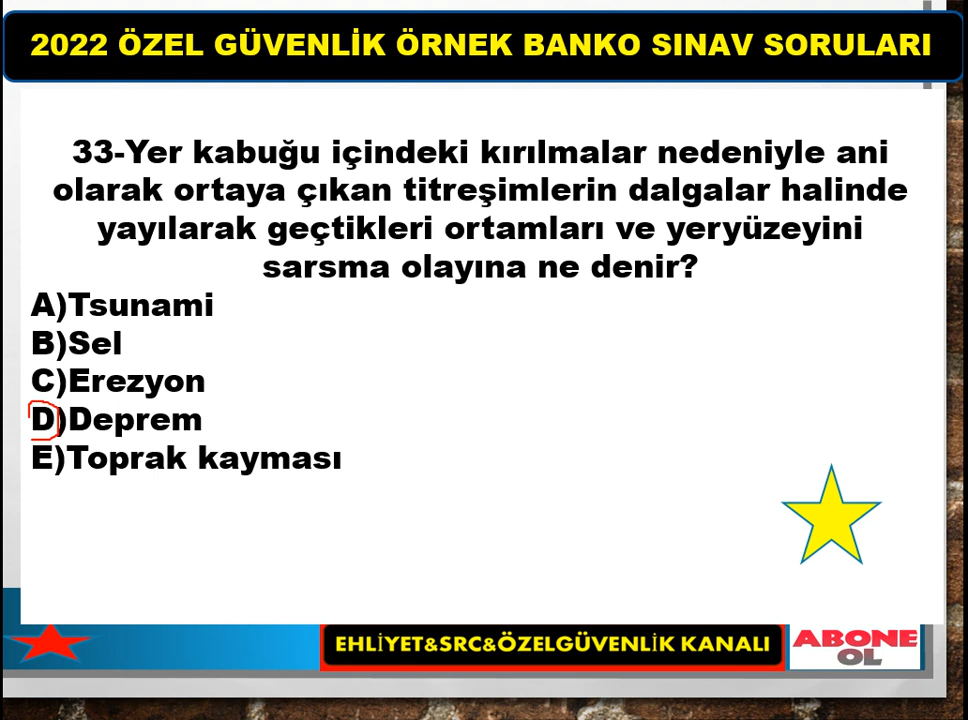 2022 ÖZEL GÜVENLİK ÖRNEK BANKO SINAV SORULARI
33-Yer kabuğu içindeki kırılmalar nedeniyle ani
olarak ortaya çıkan titreşimlerin dalgalar halinde
yayılarak geçtikleri ortamları ve yeryüzeyini
sarsma olayına ne denir?
A)Tsunami
B)Sel
C)Erezyon
D)Deprem
E)Toprak kayması
EHLİYET&SRC&ÖZELGÜVENLİK KANALI
ABONE
OL